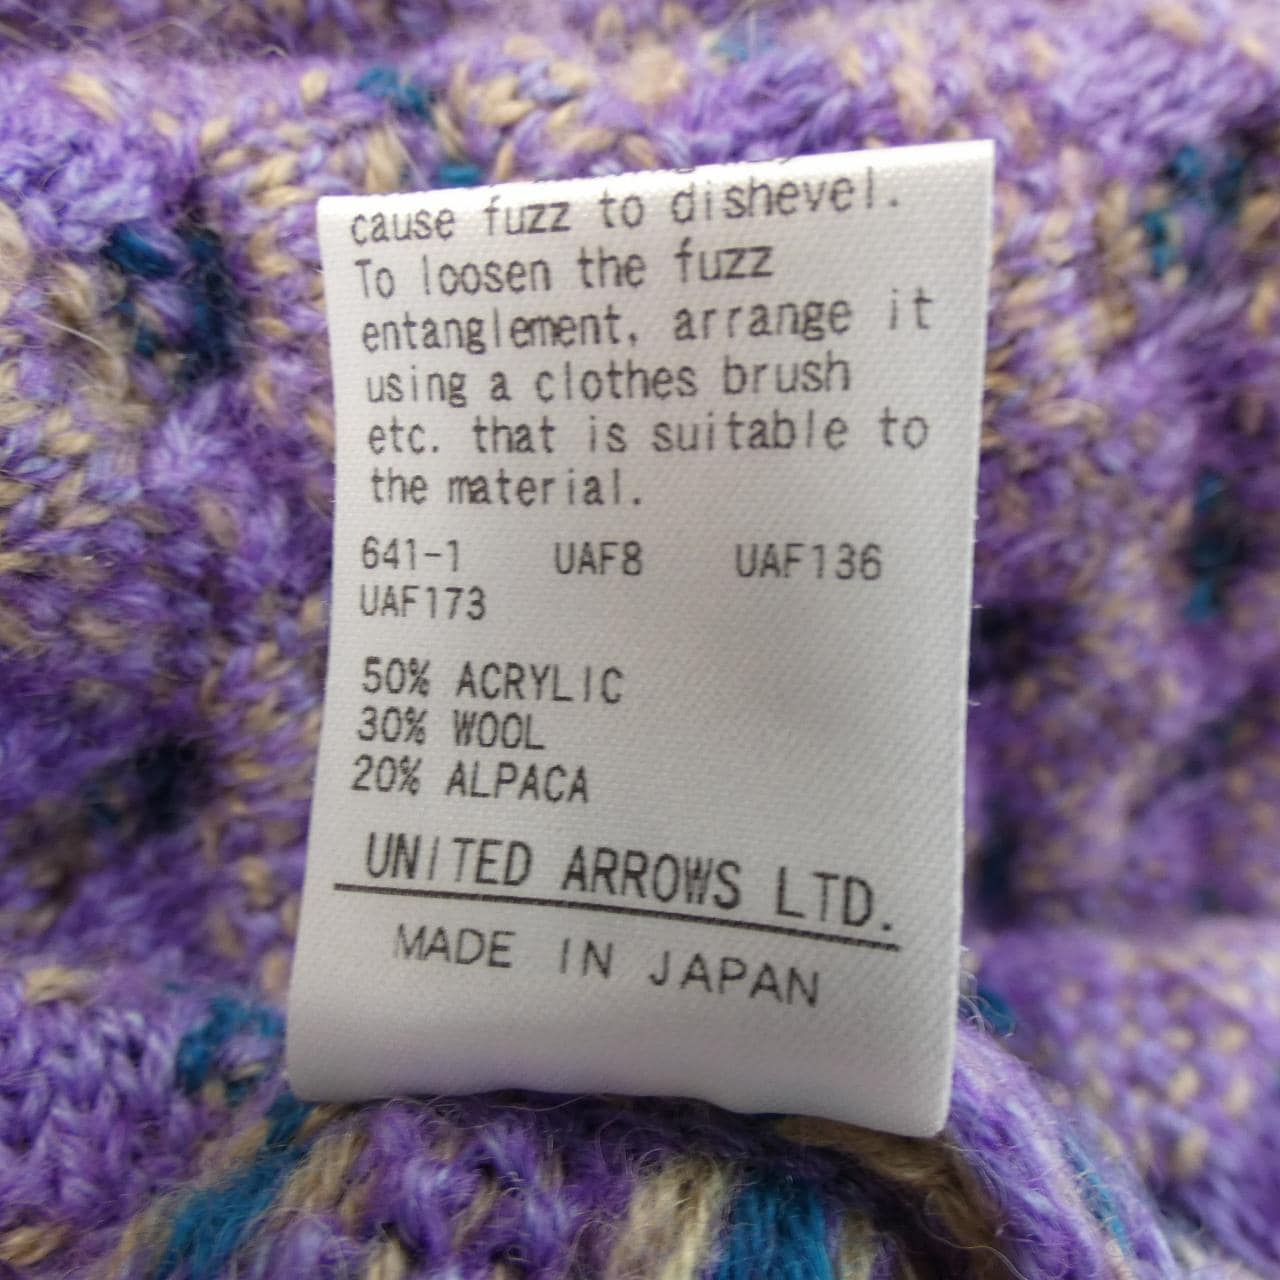 cause fuzz to dishevel.
To loosen the fuzz
entanglement, arrange it
using a clothes brush
etc. that is suitable to
the material.
641-1 UAF8 UAF136
UAF173
50% ACRYLIC
30% WOOL
20% ALPACA
UNITED ARROWS LTD.
MADE IN JAPAN